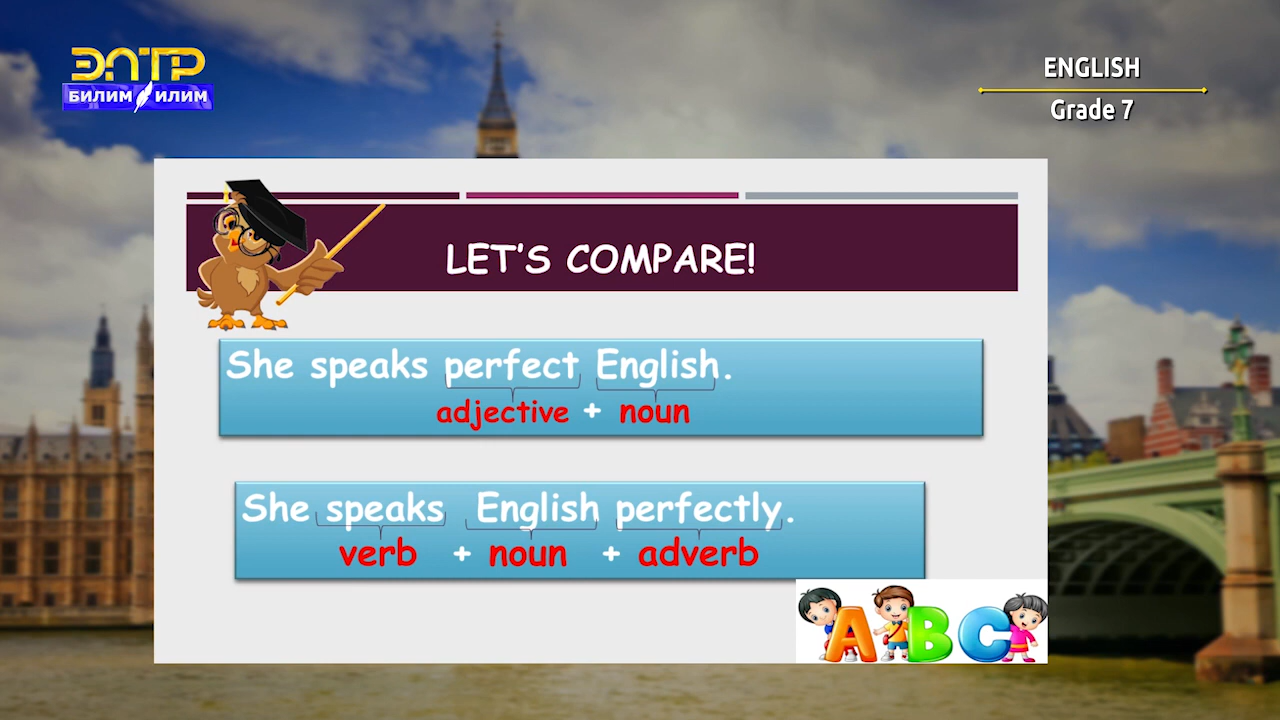 ЭЛТР
БИЛИМ ИЛИМ
ENGLISH
Grade 7
LET'S COMPARE!
She speaks perfect English.
adjective + noun
She speaks English perfectly.
verb + noun + adverb
ABC